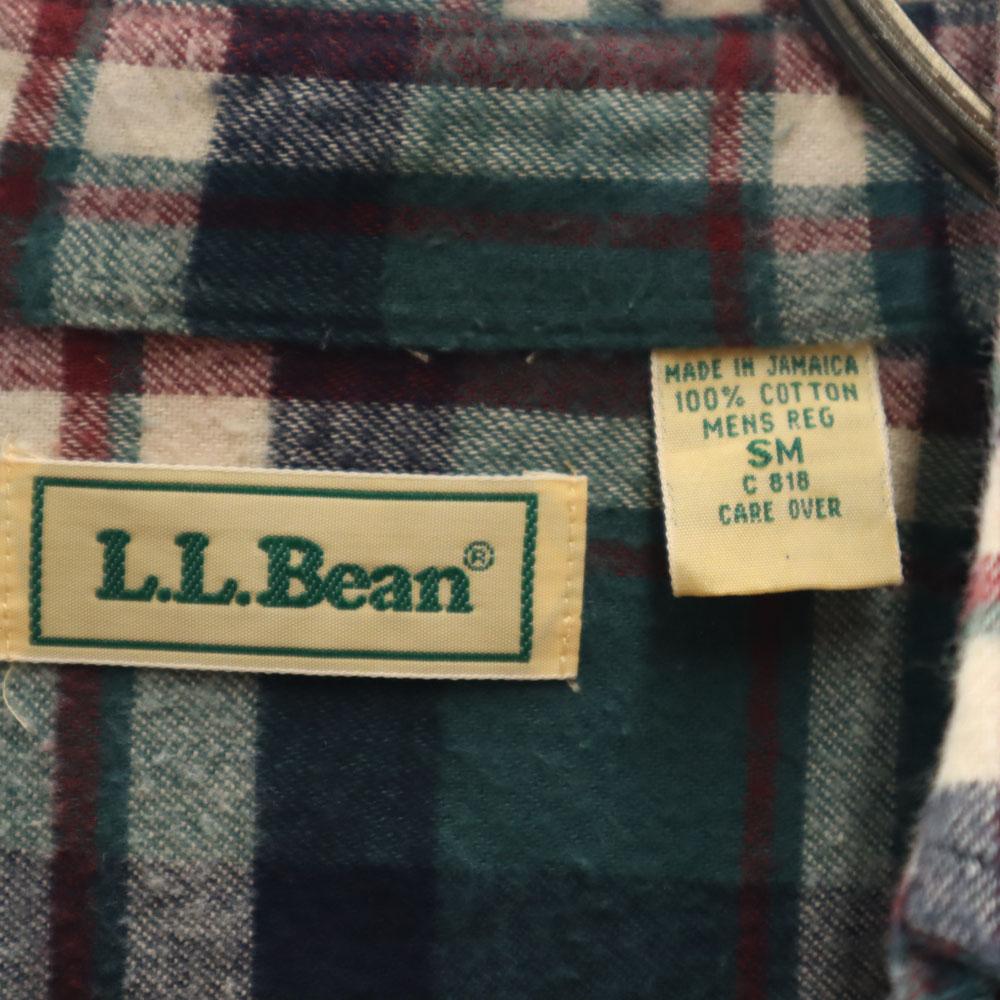 MADE IN JAMAICA
100% COTTON
MENS REG
SM
C 818
CARE OVER
L.L.Bean®